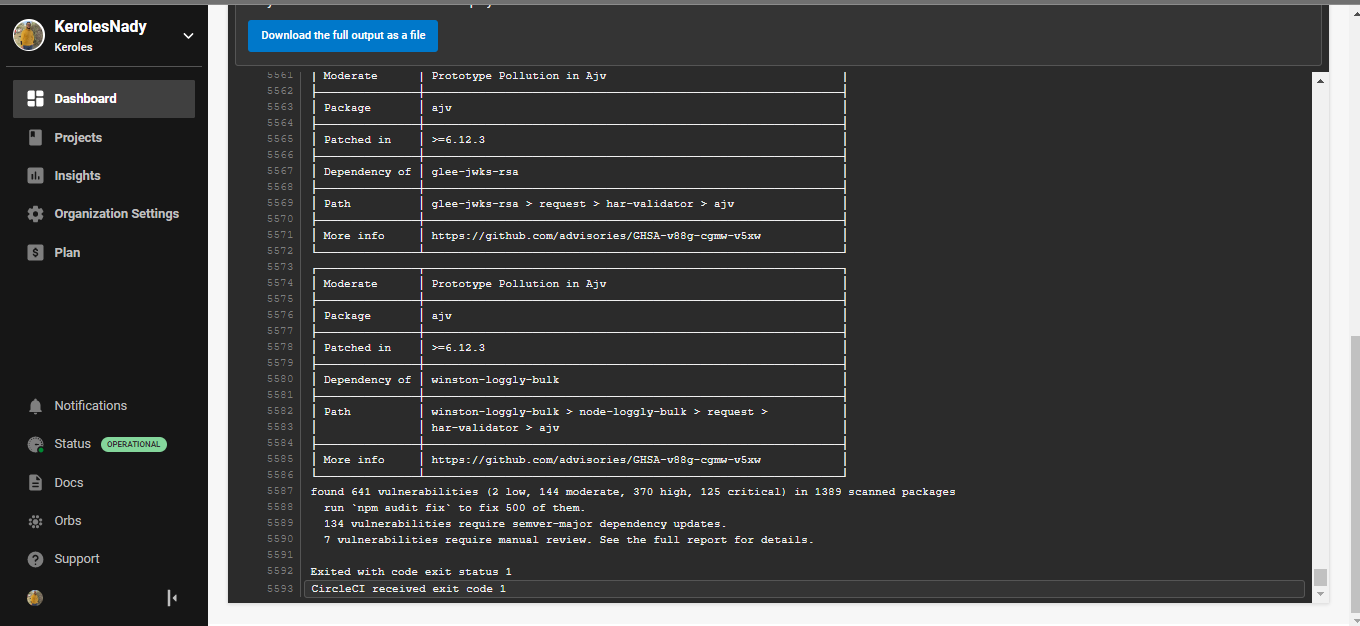 KerolesNady
Keroles
Dashboard
Projects
Insights
Organization Settings
Plan
Notifications
Status OPERATIONAL
Docs
Orbs
Support
Download the full output as a file
5561 Moderate Prototype Pollution in Ajv
5562
5563 Package ajv
5564
5565 Patched in >=6.12.3
5566
5567 Dependency of glee-jwks-rsa
5568
5569 Path glee-jwks-rsa > request > har-validator > ajv
5570
5571 More info https://github.com/advisories/GHSA-v88g-cgmw-v5xw
5572
5573
5574 Moderate Prototype Pollution in Ajv
5575
5576 Package ajv
5577
5578 Patched in >=6.12.3
5579
5580 Dependency of winston-loggly-bulk
5581
5582 Path winston-loggly-bulk > node-loggly-bulk > request >
5583 har-validator > ajv
5584
5585 More info https://github.com/advisories/GHSA-v88g-cgmw-v5xw
5586
5587 found 641 vulnerabilities (2 low, 144 moderate, 370 high, 125 critical) in 1389 scanned packages
5588 run `npm audit fix` to fix 500 of them.
5589 134 vulnerabilities require semver-major dependency updates.
5590 7 vulnerabilities require manual review. See the full report for details.
5591
5592 Exited with code exit status 1
5593 CircleCI received exit code 1